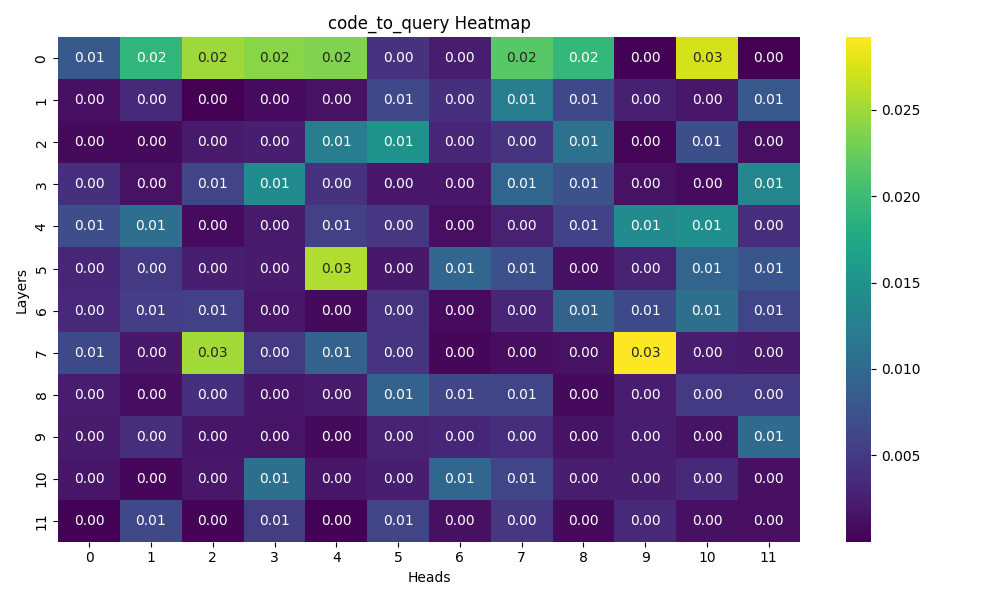 code_to_query Heatmap
0 0.01 0.02 0.02 0.02 0.02 0.00 0.00 0.02 0.02 0.00 0.03 0.00
1 0.00 0.00 0.00 0.00 0.00 0.01 0.00 0.01 0.01 0.00 0.00 0.01
2 0.00 0.00 0.00 0.00 0.01 0.01 0.00 0.00 0.01 0.00 0.01 0.00
3 0.00 0.00 0.01 0.01 0.00 0.00 0.00 0.01 0.01 0.00 0.00 0.01
4 0.01 0.01 0.00 0.00 0.01 0.00 0.00 0.00 0.01 0.01 0.01 0.00
5 0.00 0.00 0.00 0.00 0.03 0.00 0.01 0.01 0.00 0.00 0.01 0.01
6 0.00 0.01 0.01 0.00 0.00 0.00 0.00 0.00 0.01 0.01 0.01 0.01
7 0.01 0.00 0.03 0.00 0.01 0.00 0.00 0.00 0.00 0.03 0.00 0.00
8 0.00 0.00 0.00 0.00 0.00 0.01 0.01 0.01 0.00 0.00 0.00 0.00
9 0.00 0.00 0.00 0.00 0.00 0.00 0.00 0.00 0.00 0.00 0.00 0.01
10 0.00 0.00 0.00 0.01 0.00 0.00 0.01 0.01 0.00 0.00 0.00 0.00
11 0.00 0.01 0.00 0.01 0.00 0.01 0.00 0.00 0.00 0.00 0.00 0.00
0 1 2 3 4 5 6 7 8 9 10 11
Heads
Layers
0.025
0.020
0.015
0.010
0.005